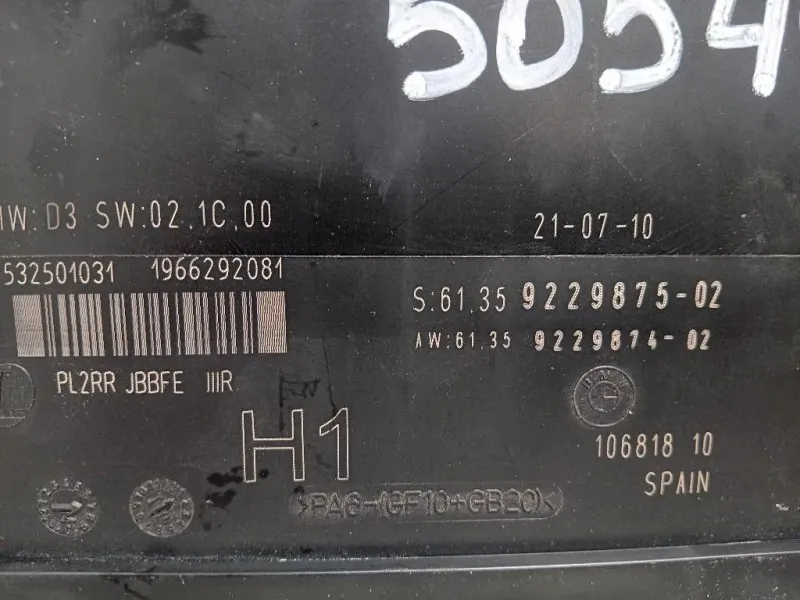 5054
HW: D3 SW:02.1C.00
21-07-10
532501031 1966292081
S:61.35 9229875-02
AW:61.35 9229874-02
PL2RR JBBFE IIIR
BMW
H1
106818 10
SPAIN
>PA6-(GF10+GB20)<